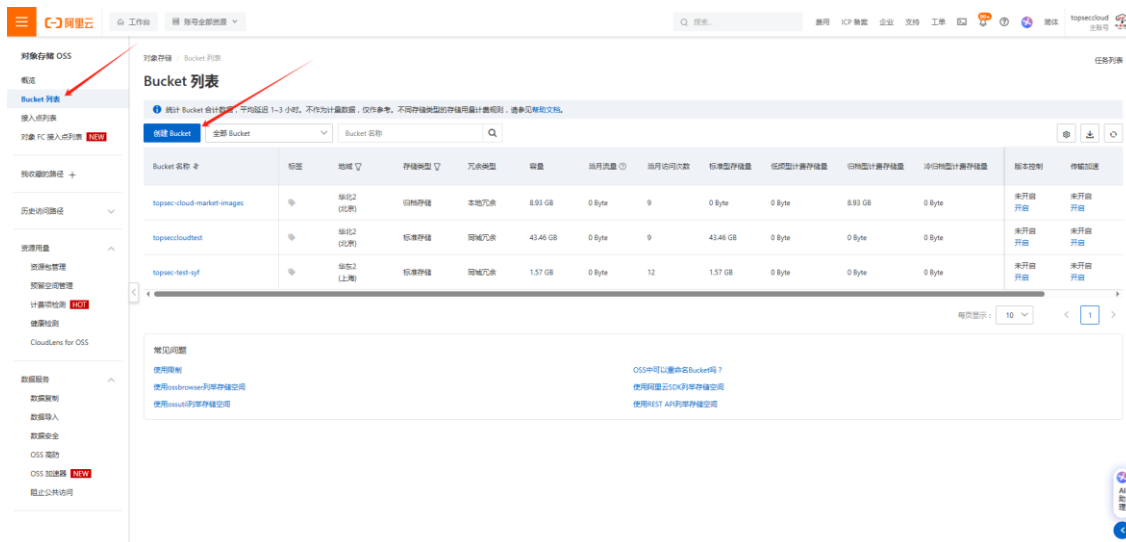 阿里云 工作台 账号全部资源 搜索... 费用 ICP 备案 企业 支持 工单 简体 topseccloud
主账号
对象存储 OSS
概览
Bucket 列表
接入点列表
对象 FC 接入点列表 NEW
我收藏的路径
历史访问路径
资源用量
资源包管理
预留空间管理
计量项检测 HOT
健康检测
CloudLens for OSS
数据服务
数据复制
数据导入
数据安全
OSS 高防
OSS 加速器 NEW
阻止公共访问
对象存储 / Bucket 列表
任务列表
Bucket 列表
统计 Bucket 合计数据，平均延迟 1~3 小时。不作为计量数据，仅作参考。不同存储类型的存储用量计费规则，请参见帮助文档。
创建 Bucket 全部 Bucket Bucket 名称
Bucket 名称 标签 地域 存储类型 冗余类型 容量 当月流量 当月访问次数 标准型存储量 低频型计费存储量 归档型计费存储量 冷归档型计费存储量 版本控制 传输加速
topsec-cloud-market-images 华北2 (北京) 归档存储 本地冗余 8.93 GB 0 Byte 9 0 Byte 0 Byte 8.93 GB 0 Byte 未开启 开启 未开启 开启
topseccloudtest 华北2 (北京) 标准存储 同城冗余 43.46 GB 0 Byte 9 43.46 GB 0 Byte 0 Byte 0 Byte 未开启 开启 未开启 开启
topsec-test-syf 华东2 (上海) 标准存储 同城冗余 1.57 GB 0 Byte 12 1.57 GB 0 Byte 0 Byte 0 Byte 未开启 开启 未开启 开启
每页显示： 10 1
常见问题
使用限制
OSS中可以重命名Bucket吗？
使用ossbrowser列举存储空间
使用阿里云SDK列举存储空间
使用ossutil列举存储空间
使用REST API列举存储空间
AI
助
理